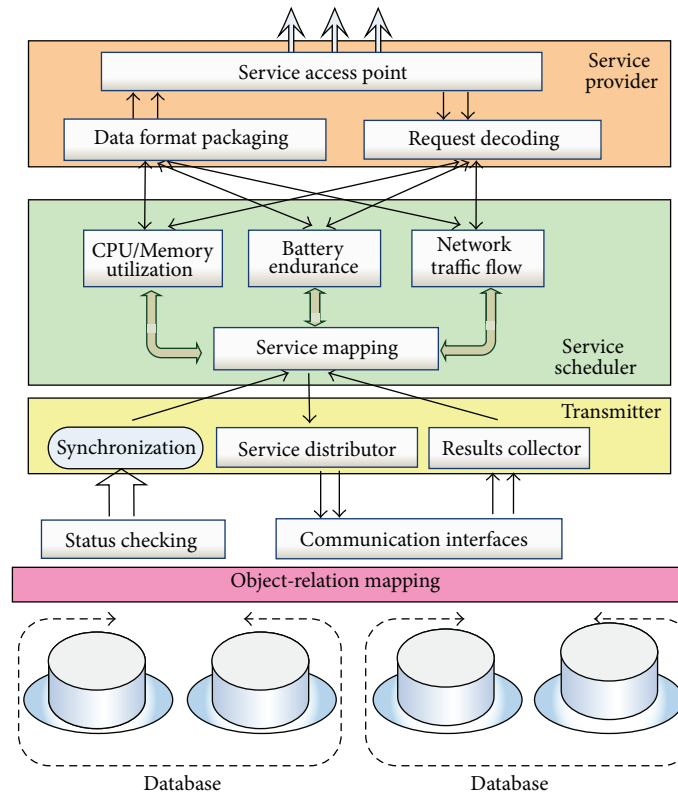 Service access point
Service
provider
Data format packaging
Request decoding
CPU/Memory
utilization
Battery
endurance
Network
traffic flow
Service mapping
Service
scheduler
Transmitter
Synchronization
Service distributor
Results collector
Status checking
Communication interfaces
Object-relation mapping
Database
Database